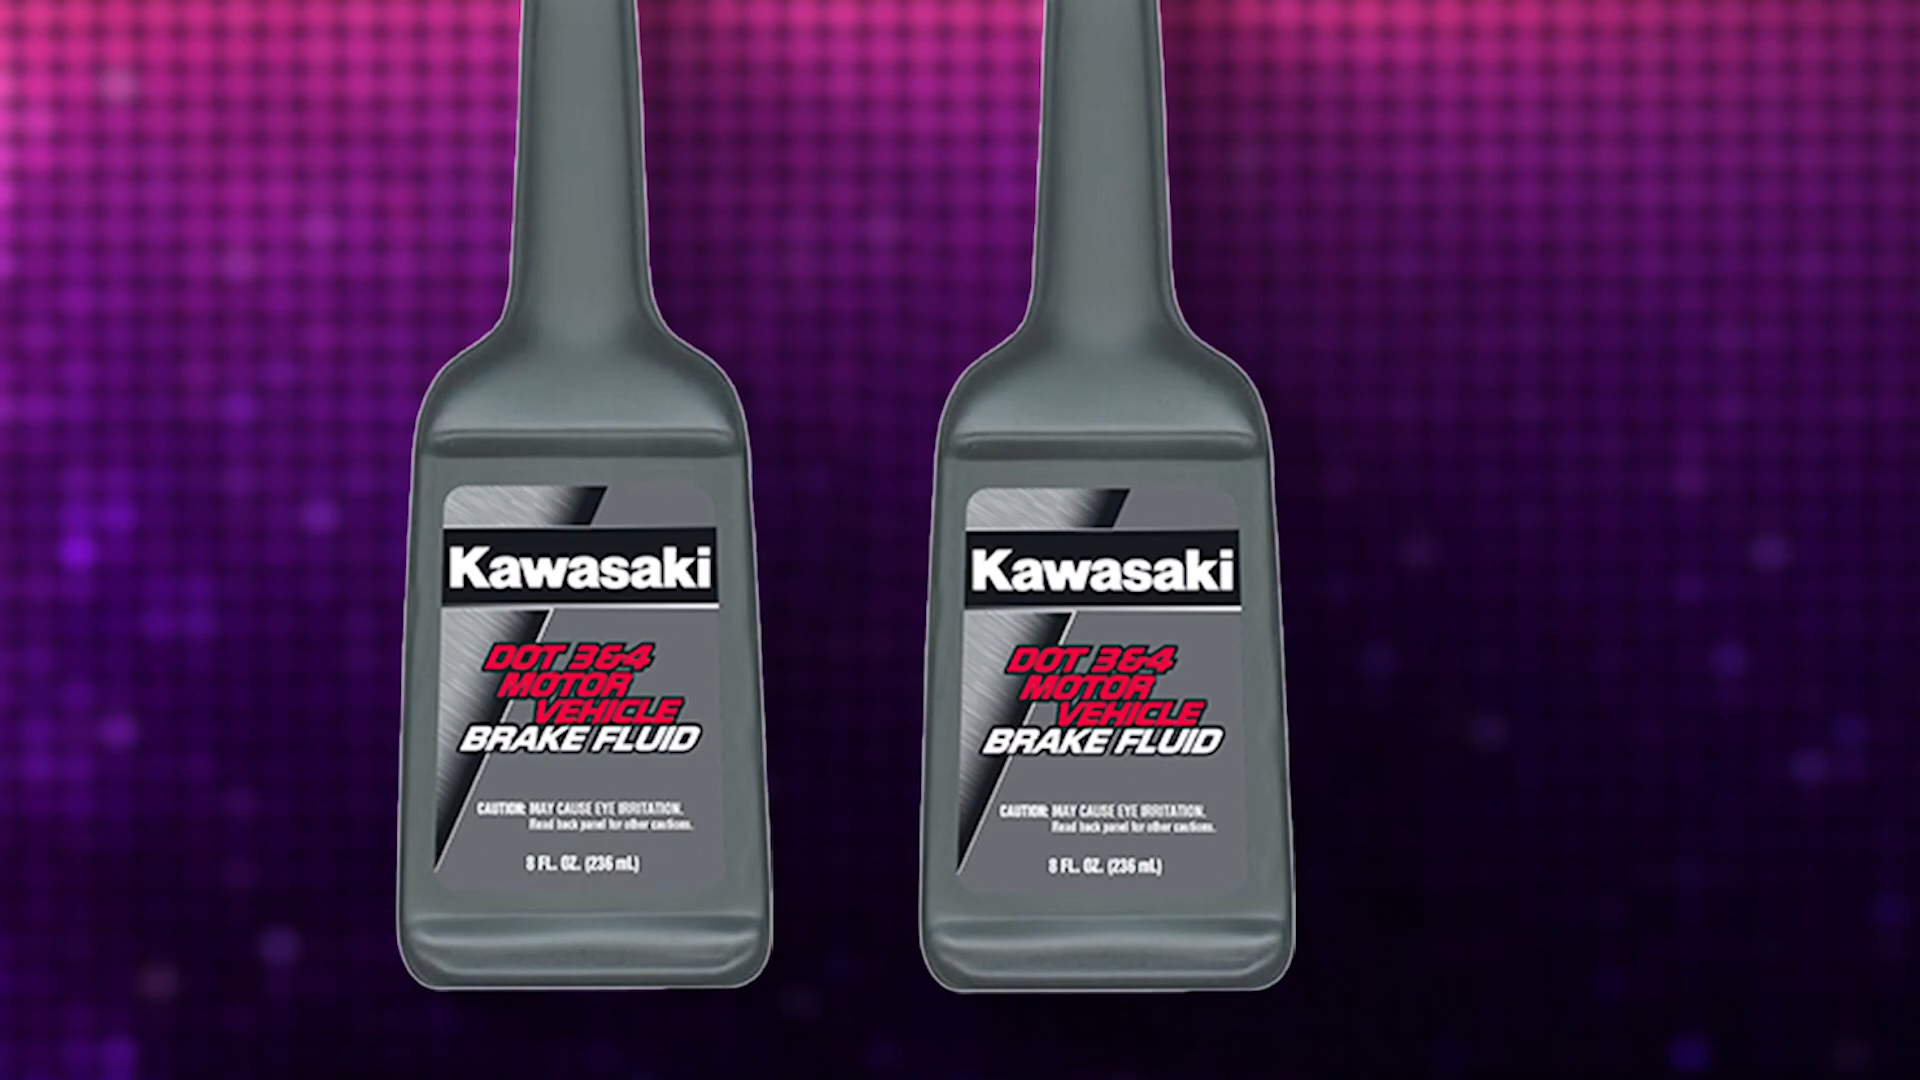 Kawasaki
DOT 3&4
MOTOR
VEHICLE
BRAKE FLUID
CAUTION: MAY CAUSE EYE IRRITATION.
Read back panel for other cautions.
8 FL. OZ. (236 mL)
Kawasaki
DOT 3&4
MOTOR
VEHICLE
BRAKE FLUID
CAUTION: MAY CAUSE EYE IRRITATION.
Read back panel for other cautions.
8 FL. OZ. (236 mL)